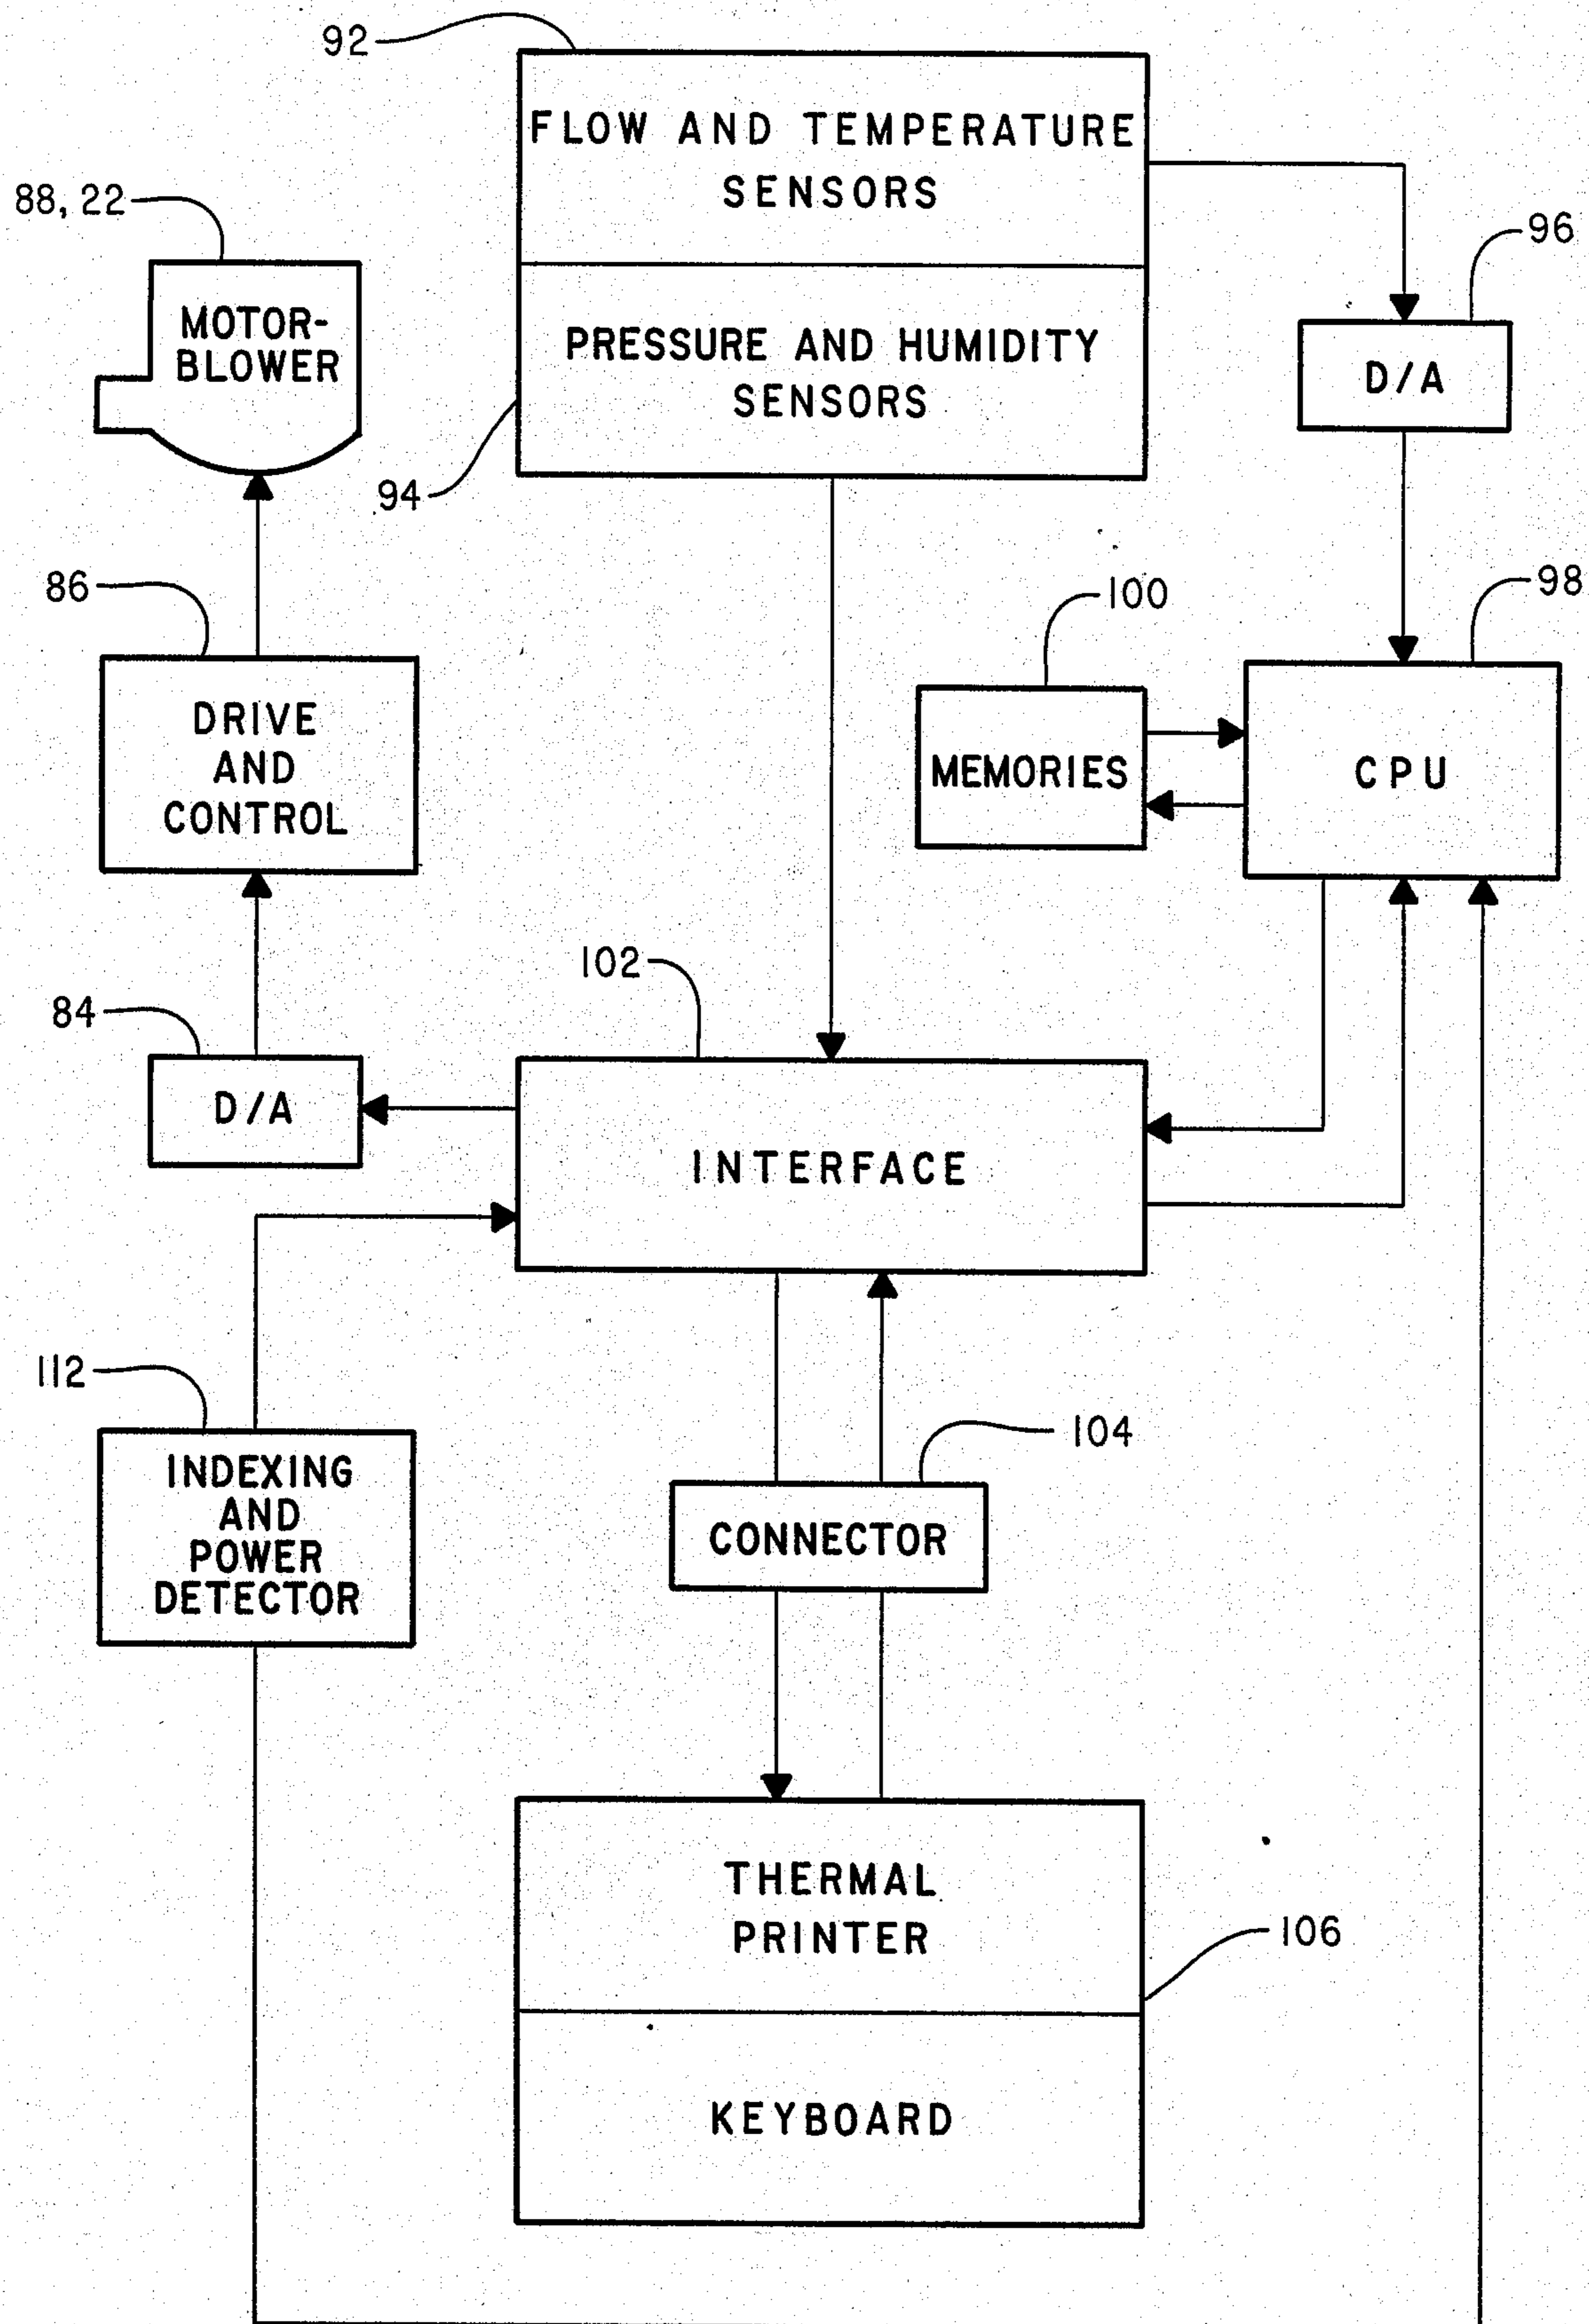 92
FLOW AND TEMPERATURE
SENSORS
88, 22
96
MOTOR-
BLOWER
PRESSURE AND HUMIDITY
SENSORS
D/A
94
86
100
98
DRIVE
AND
CONTROL
MEMORIES
CPU
102
84
D/A
INTERFACE
112
104
INDEXING
AND
POWER
DETECTOR
CONNECTOR
THERMAL
PRINTER
106
KEYBOARD